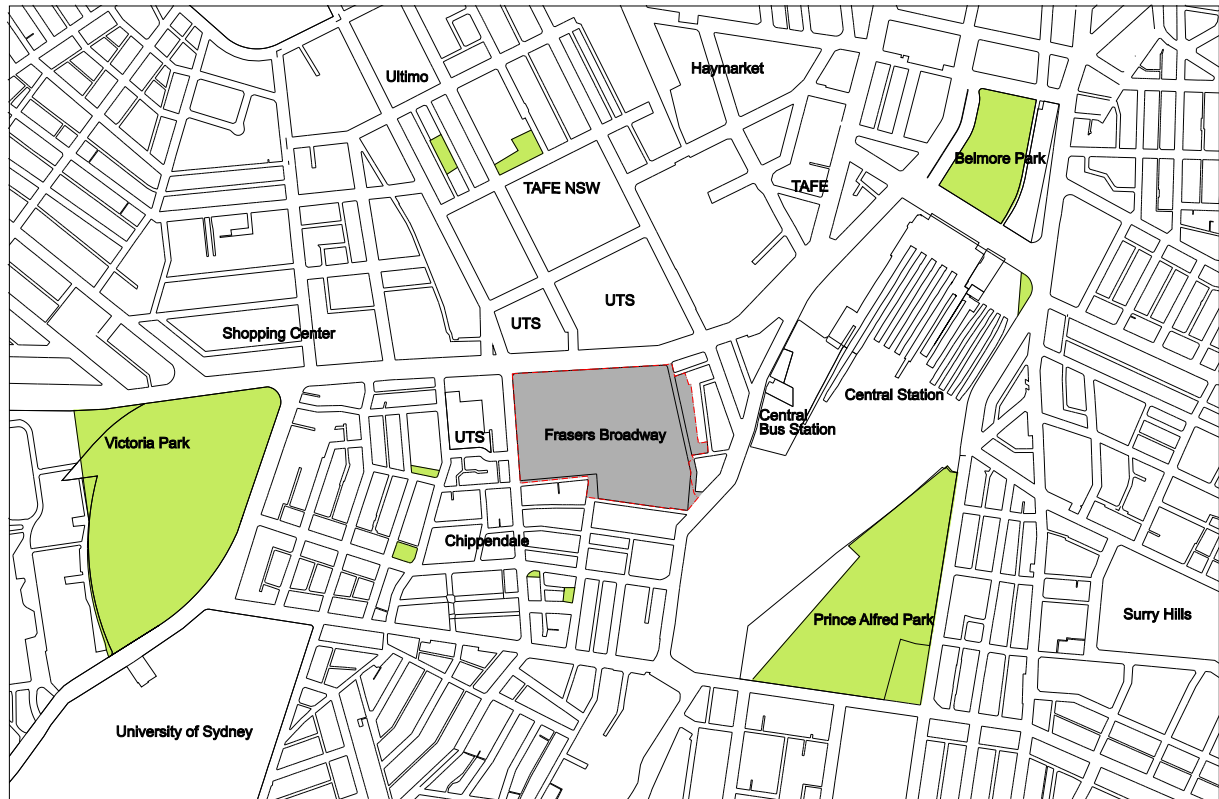 Haymarket
Ultimo
Belmore Park
TAFE NSW
TAFE
UTS
UTS
Shopping Center
Central Station
Central
Bus Station
Victoria Park
UTS
Frasers Broadway
Chippendale
Prince Alfred Park
Surry Hills
University of Sydney